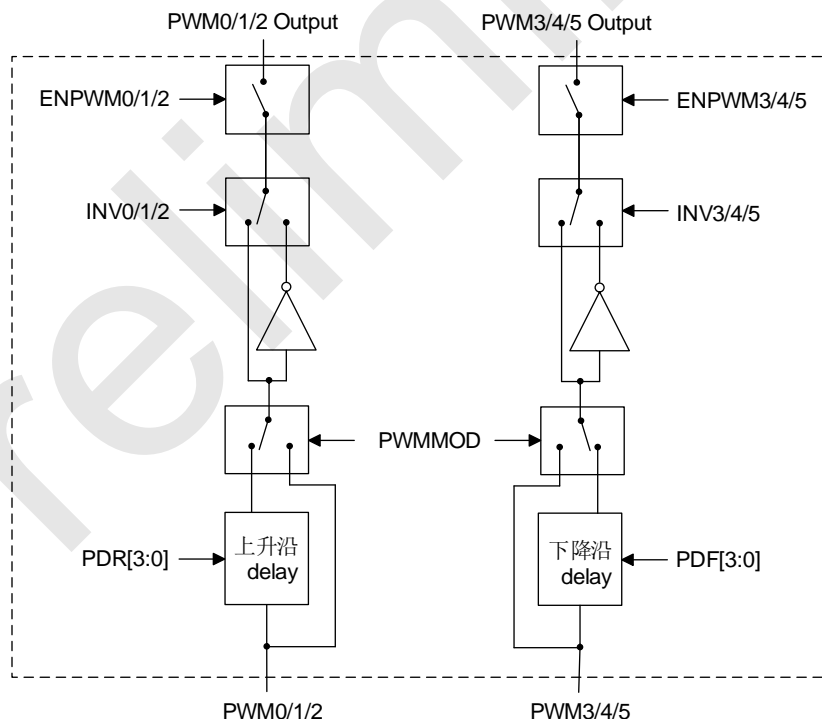 PWM0/1/2 Output PWM3/4/5 Output
ENPWM0/1/2 ENPWM3/4/5
INV0/1/2 INV3/4/5
PWMMOD
PDR[3:0] 上升沿 delay 下降沿 delay PDF[3:0]
PWM0/1/2 PWM3/4/5
relimi